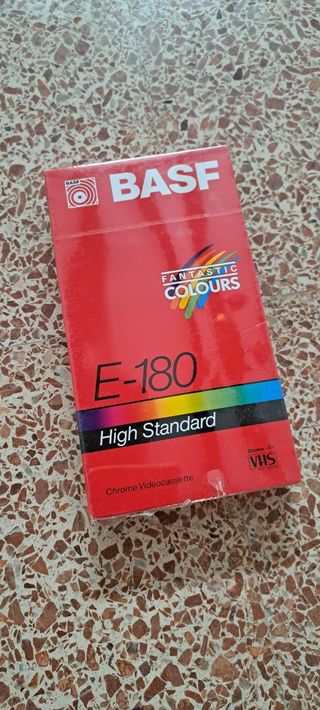 BASF
BASF
FANTASTIC
COLOURS
E-180
High Standard
Chrome Videocassette
VHS